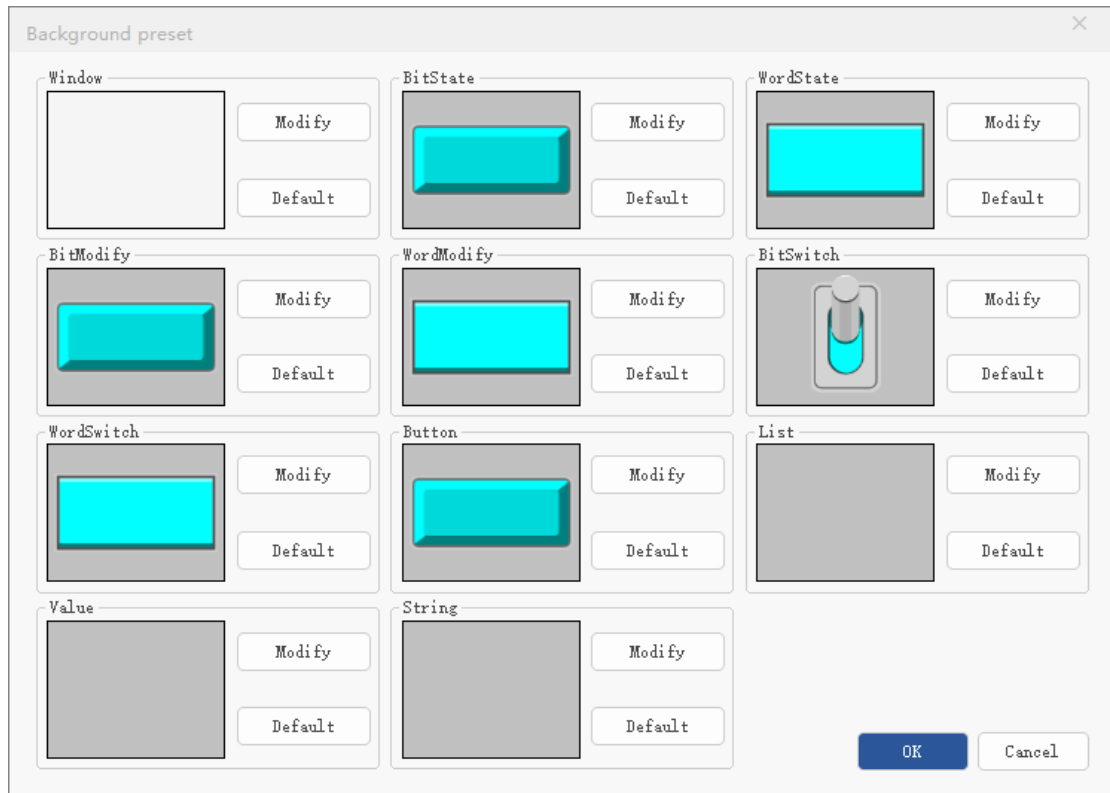 Background preset
Window
Modify
Default
BitState
Modify
Default
WordState
Modify
Default
BitModify
Modify
Default
WordModify
Modify
Default
BitSwitch
Modify
Default
WordSwitch
Modify
Default
Button
Modify
Default
List
Modify
Default
Value
Modify
Default
String
Modify
Default
OK
Cancel